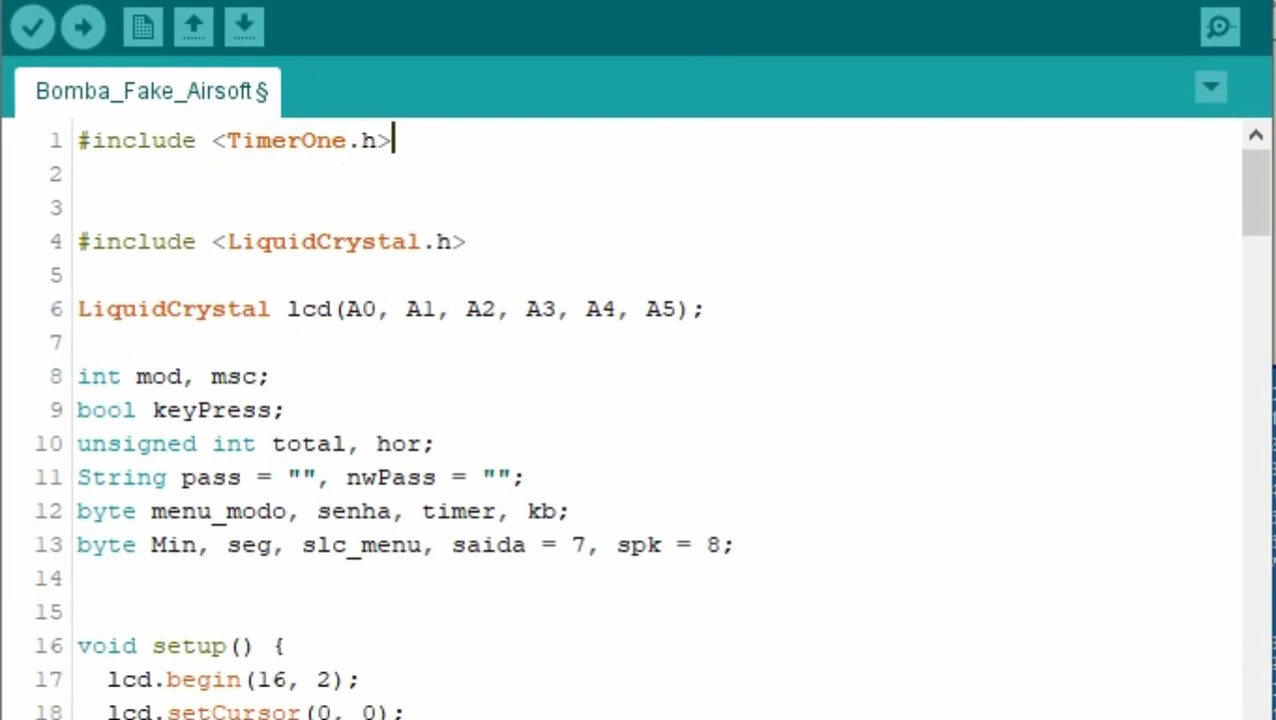 Bomba_Fake_Airsoft§
1 #include <TimerOne.h>
2
3
4 #include <LiquidCrystal.h>
5
6 LiquidCrystal lcd(A0, A1, A2, A3, A4, A5);
7
8 int mod, msc;
9 bool keyPress;
10 unsigned int total, hor;
11 String pass = "", nwPass = "";
12 byte menu_modo, senha, timer, kb;
13 byte Min, seg, slc_menu, saida = 7, spk = 8;
14
15
16 void setup() {
17 lcd.begin(16, 2);
18 lcd.setCursor(0, 0);